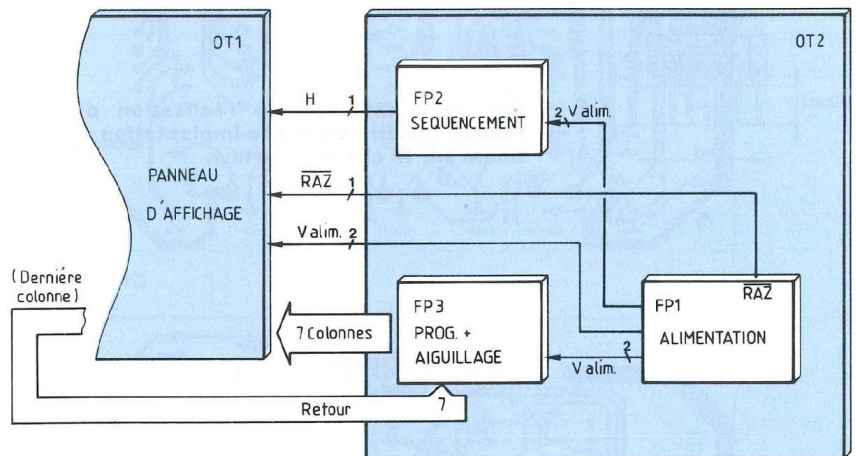 OT1
OT2
H
1
FP2
SEQUENCEMENT
2
V alim.
PANNEAU
D'AFFICHAGE
RAZ
1
V alim.
2
(Derniére
colonne)
7 Colonnes
FP3
PROG. +
AIGUILLAGE
2
V alim.
RAZ
FP1
ALIMENTATION
Retour
7